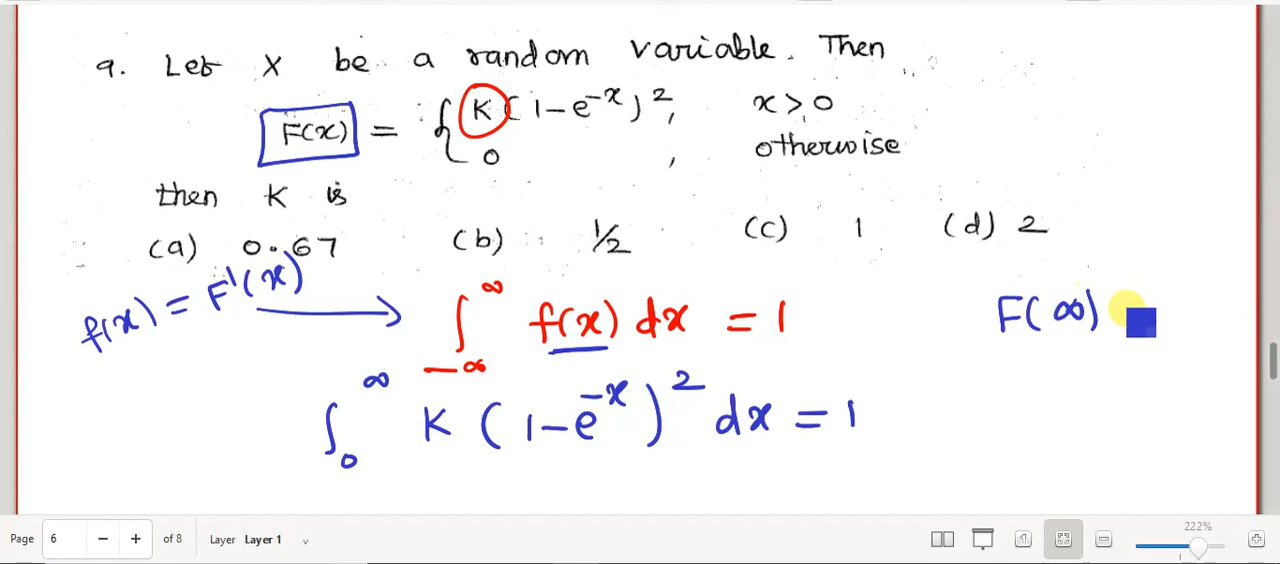 9. Let X be a random variable. Then
F(x) = { K(1-e^-x)^2, x>0
0, otherwise
then K is
(a) 0.67 (b) ½ (c) 1 (d) 2
f(x) = F'(x) → ∫_-∞^∞ f(x) dx = 1 F(∞)
∫_0^∞ K(1-e^-x)^2 dx = 1
Page 6 - + of 8 Layer Layer 1 222%